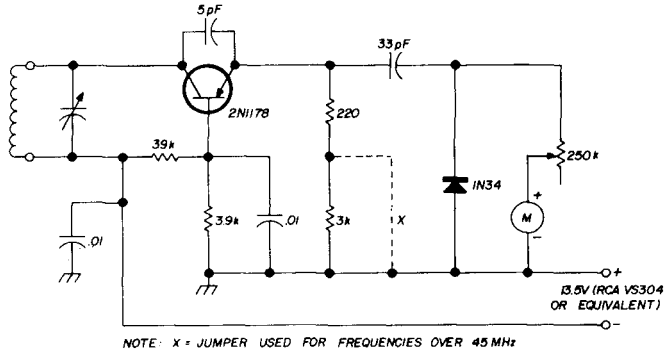 5pF
33pF
2N1178
220
39k
250k
1N34
3.9k
.01
3k
X
M
+
-
.01
+
13.5V (RCA VS304
OR EQUIVALENT)
-
NOTE: X = JUMPER USED FOR FREQUENCIES OVER 45 MHz